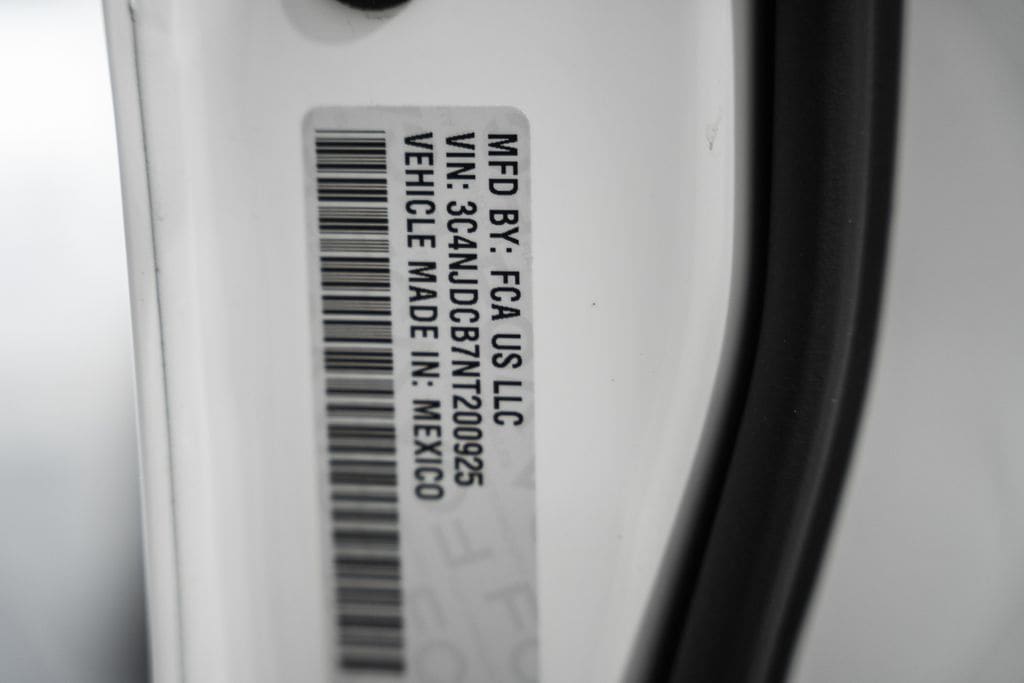 MFD BY: FCA US LLC
VIN: 3C4NJDCB7NT200925
VEHICLE MADE IN: MEXICO